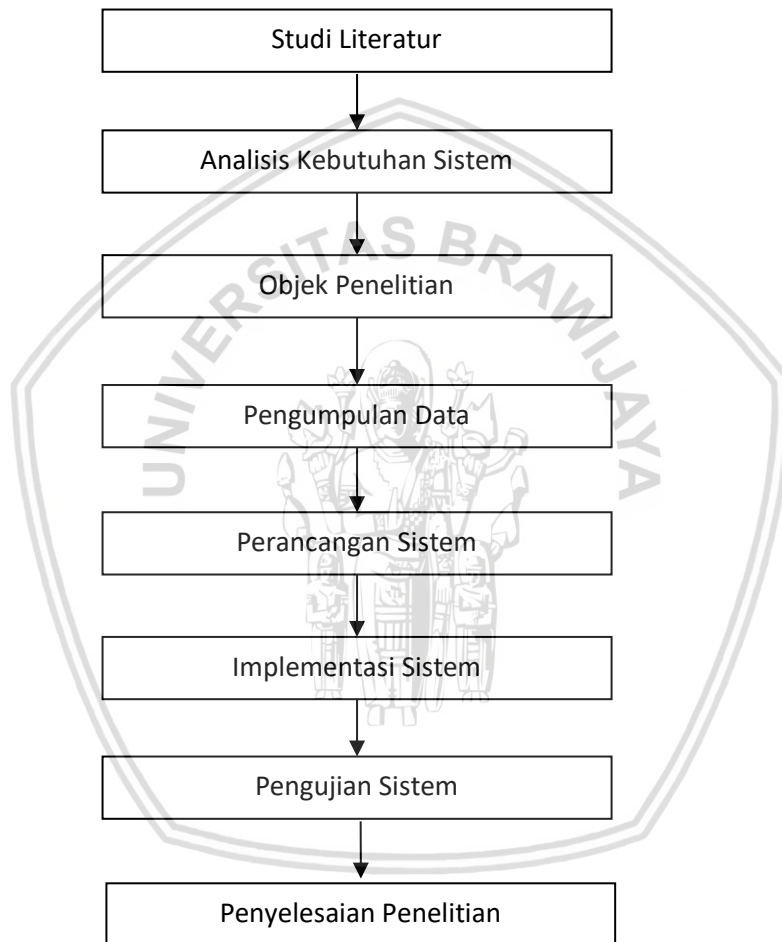 Studi Literatur
Analisis Kebutuhan Sistem
UNIVERSITAS BRAWIJAYA
Objek Penelitian
Pengumpulan Data
Perancangan Sistem
Implementasi Sistem
Pengujian Sistem
Penyelesaian Penelitian